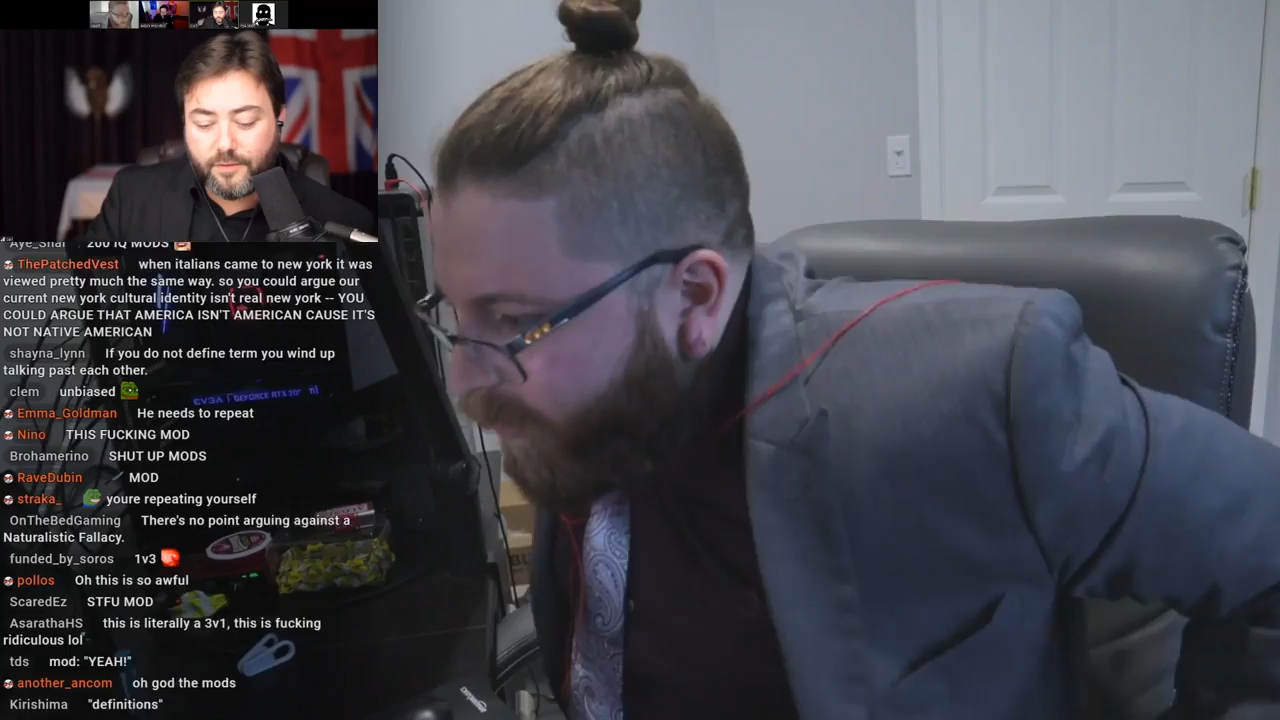 Aye_Shar 200 IQ MODS
ThePatchedVest when italians came to new york it was
viewed pretty much the same way. so you could argue our
current new york cultural identity isn't real new york -- YOU
COULD ARGUE THAT AMERICA ISN'T AMERICAN CAUSE IT'S
NOT NATIVE AMERICAN
shayna_lynn If you do not define term you wind up
talking past each other.
clem unbiased
EVGA GEFORCE RTX 20
Emma_Goldman He needs to repeat
Nino THIS FUCKING MOD
Brohamerino SHUT UP MODS
RaveDubin MOD
straka_ youre repeating yourself
OnTheBedGaming There's no point arguing against a
Naturalistic Fallacy.
funded_by_soros 1v3
pollos Oh this is so awful
ScaredEz STFU MOD
AsarathaHS this is literally a 3v1, this is fucking
ridiculous lol
tds mod: "YEAH!"
another_ancom oh god the mods
Kirishima "definitions"